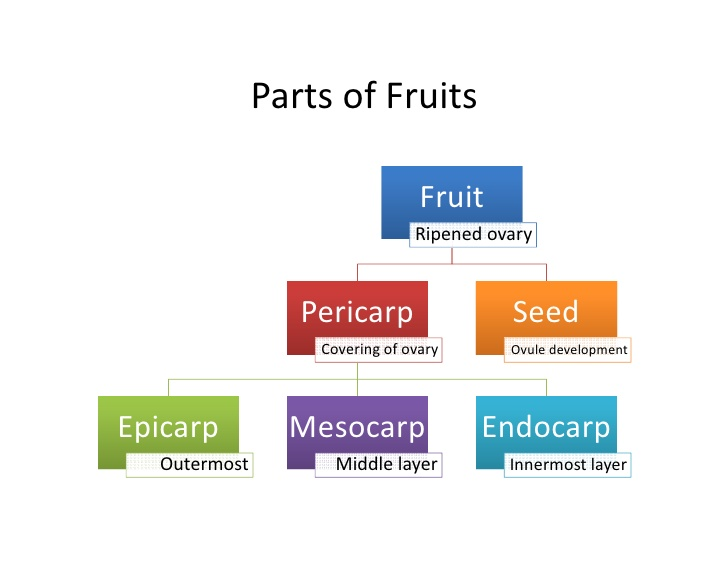 Parts of Fruits
Fruit
Ripened ovary
Pericarp
Covering of ovary
Seed
Ovule development
Epicarp
Outermost
Mesocarp
Middle layer
Endocarp
Innermost layer